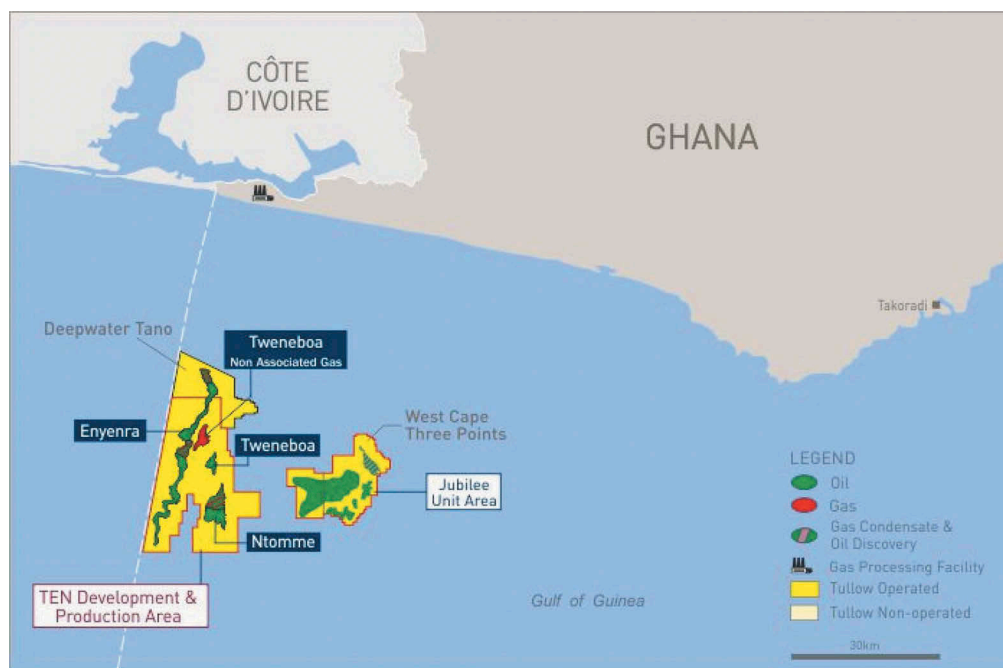 CÔTE
D'IVOIRE
GHANA
Takoradi
Deepwater Tano
Tweneboa
Non Associated Gas
Enyenra
Tweneboa
West Cape
Three Points
Jubilee
Unit Area
Ntomme
TEN Development &
Production Area
Gulf of Guinea
LEGEND
Oil
Gas
Gas Condensate &
Oil Discovery
Gas Processing Facility
Tullow Operated
Tullow Non-operated
30km